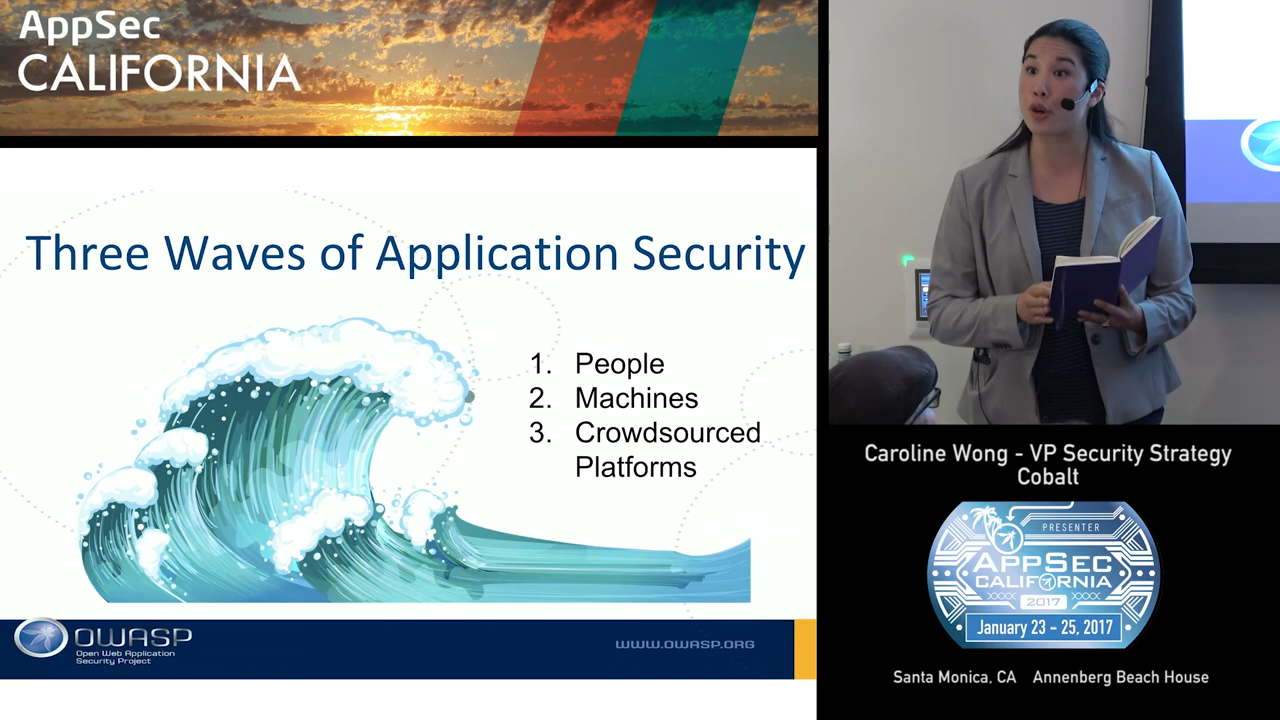 AppSec
CALIFORNIA
Three Waves of Application Security
1. People
2. Machines
3. Crowdsourced
Platforms
OWASP
Open Web Application
Security Project
WWW.OWASP.ORG
Caroline Wong - VP Security Strategy
Cobalt
PRESENTER
APPSEC
CALIFORNIA
2017
January 23 - 25, 2017
Santa Monica, CA Annenberg Beach House